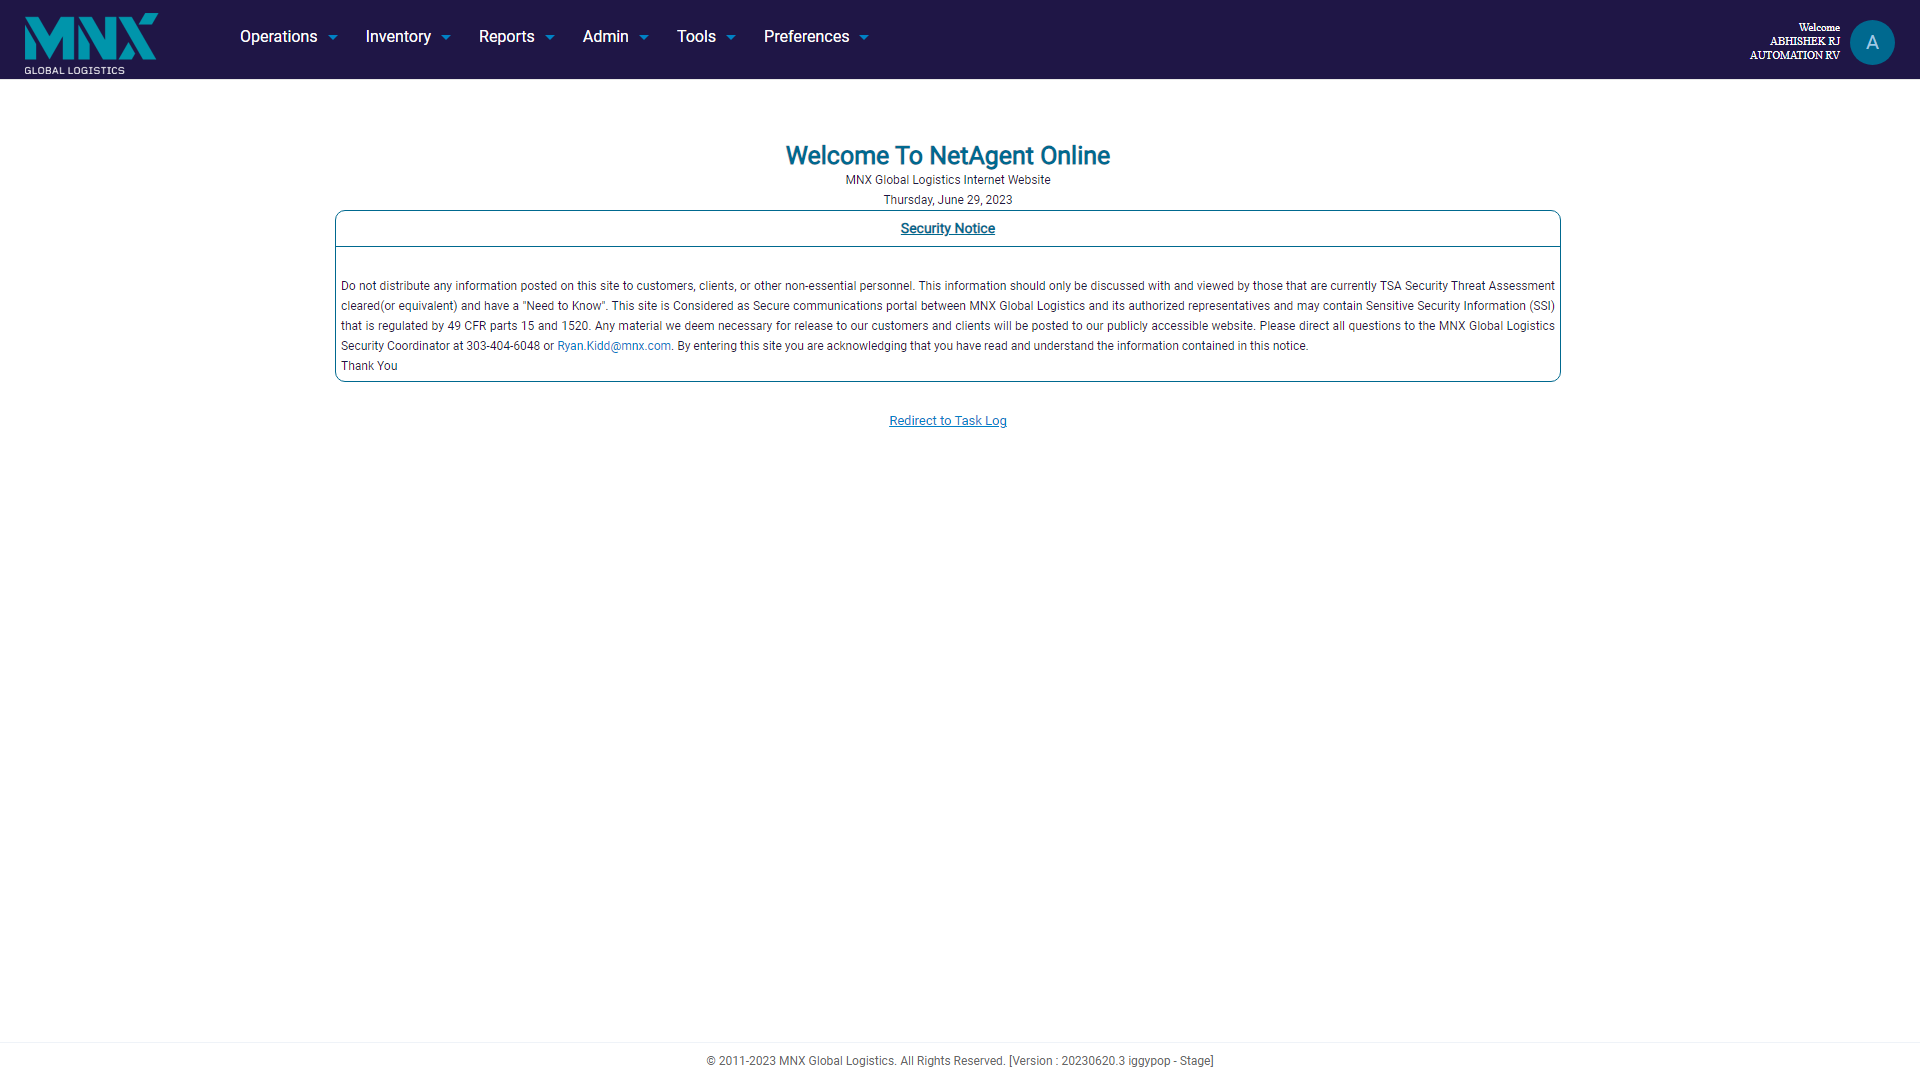 MNX
GLOBAL LOGISTICS
Operations
Inventory
Reports
Admin
Tools
Preferences
Welcome
ABHISHEK RJ
AUTOMATION RV
A
Welcome To NetAgent Online
MNX Global Logistics Internet Website
Thursday, June 29, 2023
Security Notice
Do not distribute any information posted on this site to customers, clients, or other non-essential personnel. This information should only be discussed with and viewed by those that are currently TSA Security Threat Assessment
cleared(or equivalent) and have a "Need to Know". This site is Considered as Secure communications portal between MNX Global Logistics and its authorized representatives and may contain Sensitive Security Information (SSI)
that is regulated by 49 CFR parts 15 and 1520. Any material we deem necessary for release to our customers and clients will be posted to our publicly accessible website. Please direct all questions to the MNX Global Logistics
Security Coordinator at 303-404-6048 or Ryan.Kidd@mnx.com. By entering this site you are acknowledging that you have read and understand the information contained in this notice.
Thank You
Redirect to Task Log
© 2011-2023 MNX Global Logistics. All Rights Reserved. [Version : 20230620.3 iggypop - Stage]